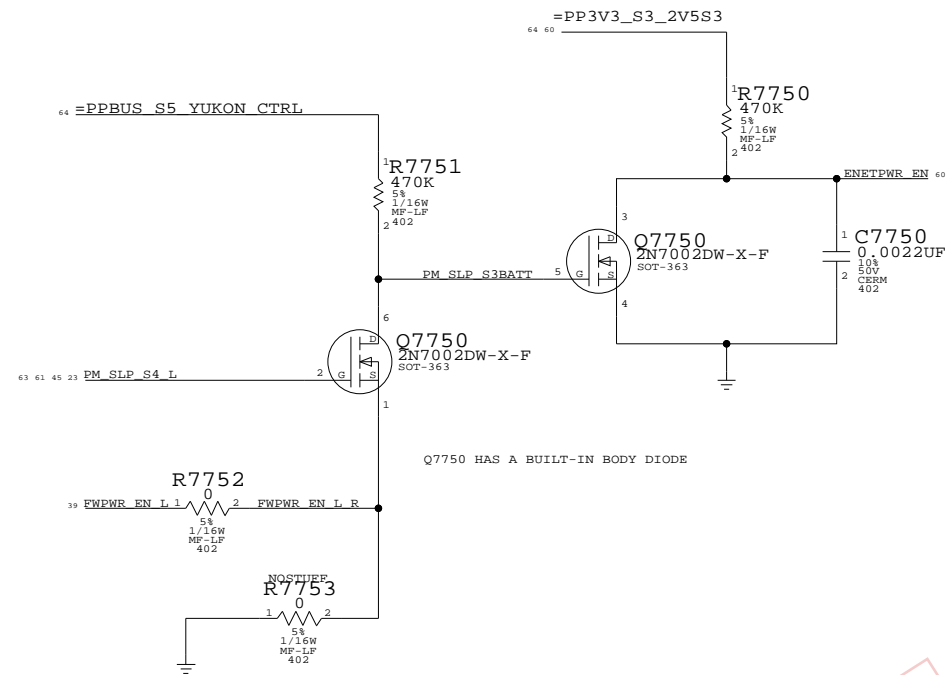 =PP3V3_S3_2V5S3
64 60
1
R7750
470K
5%
1/16W
MF-LF
402
2
64
=PPBUS_S5_YUKON_CTRL
1
R7751
470K
5%
1/16W
MF-LF
402
2
ENETPWR_EN
60
3
D
Q7750
2N7002DW-X-F
SOT-363
PM_SLP_S3BATT
5
G
S
4
1
C7750
0.0022UF
10%
50V
CERM
402
2
6
D
Q7750
2N7002DW-X-F
SOT-363
63 61 45 23
PM_SLP_S4_L
2
G
S
1
Q7750 HAS A BUILT-IN BODY DIODE
R7752
0
39
FWPWR_EN_L
1
2
FWPWR_EN_L_R
5%
1/16W
MF-LF
402
NOSTUFF
R7753
0
1
2
5%
1/16W
MF-LF
402